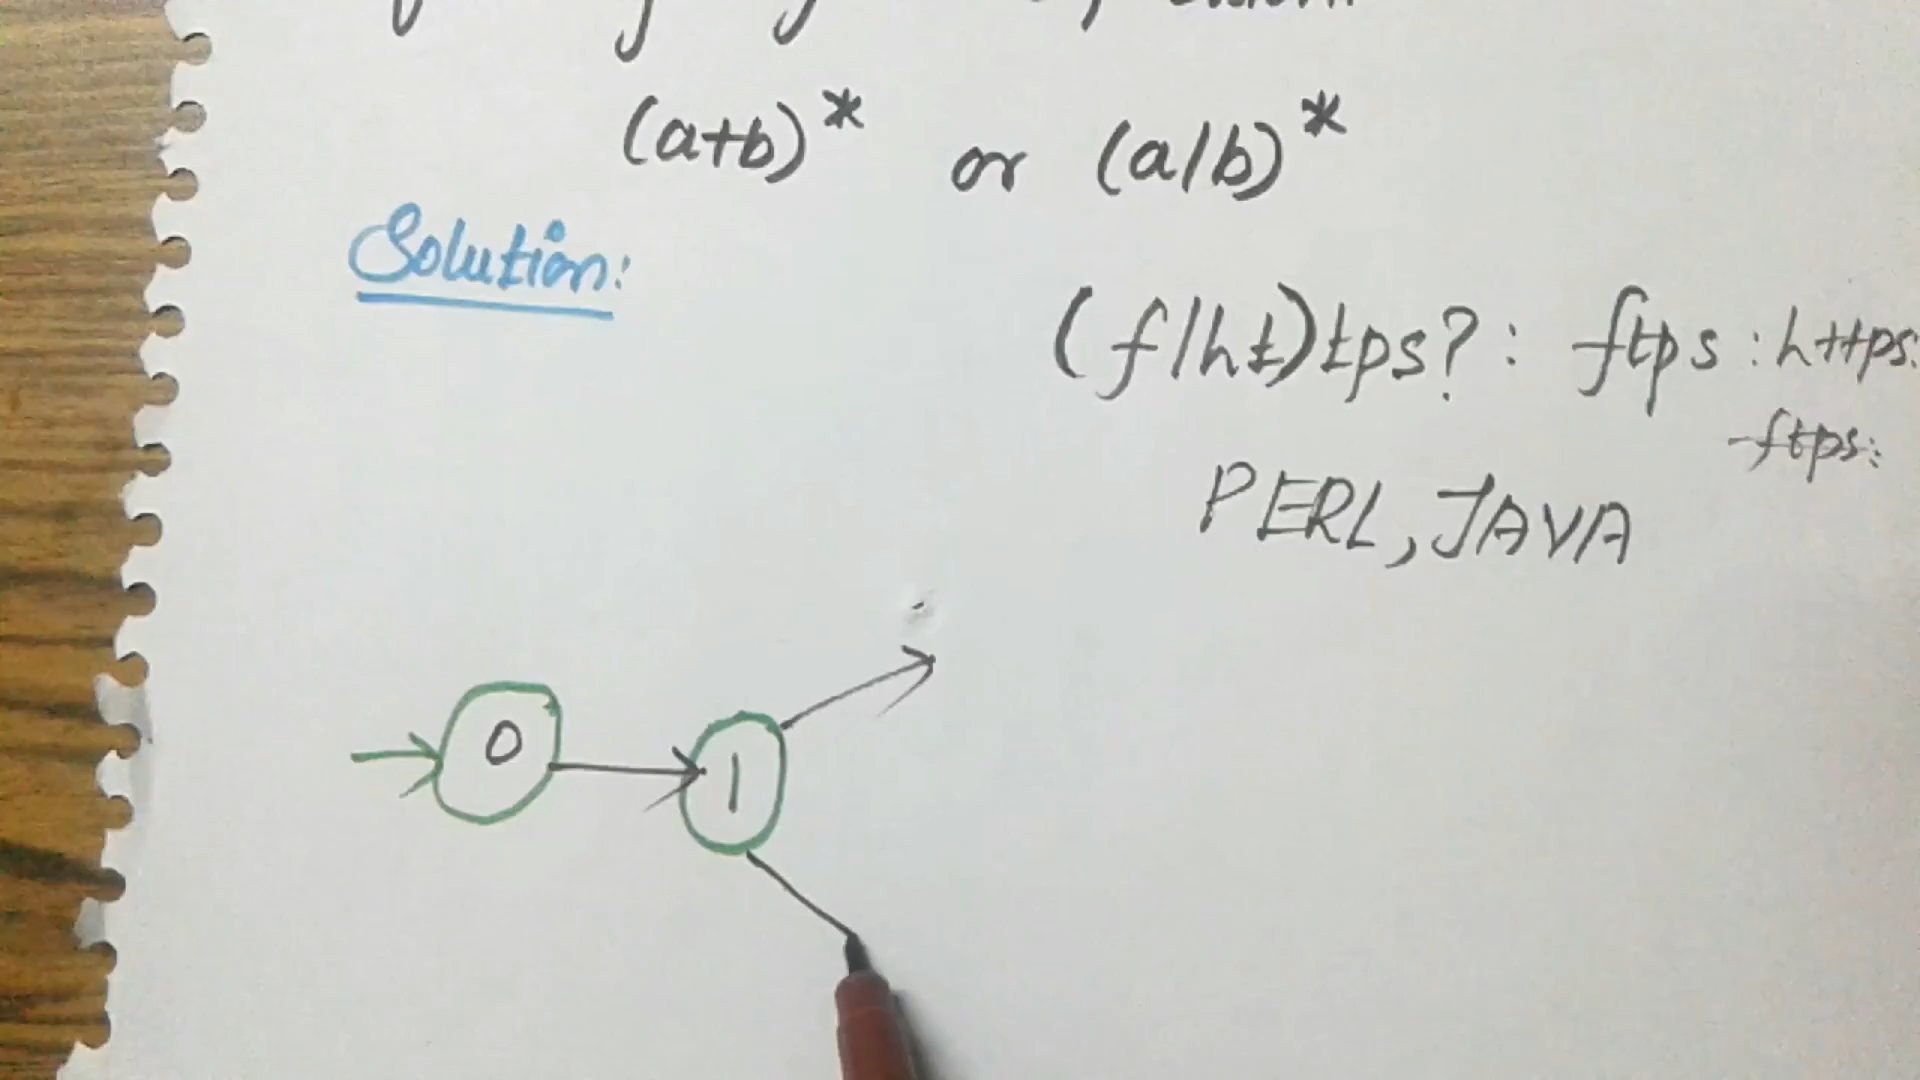 (a+b)* or (a/b)*
Solution:
(f/ht)tps?: ftps : https:
ftps:
PERL, JAVA
0
1